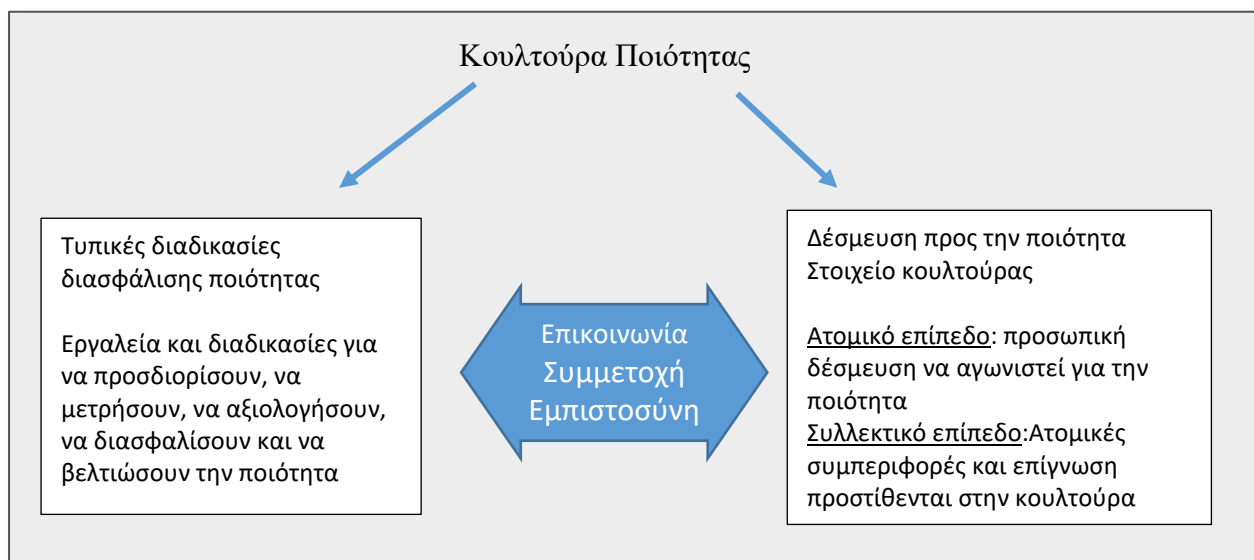 Κουλτούρα Ποιότητας
Τυπικές διαδικασίες
διασφάλισης ποιότητας
Εργαλεία και διαδικασίες για
να προσδιορίσουν, να
μετρήσουν, να αξιολογήσουν,
να διασφαλίσουν και να
βελτιώσουν την ποιότητα
Επικοινωνία
Συμμετοχή
Εμπιστοσύνη
Δέσμευση προς την ποιότητα
Στοιχείο κουλτούρας
Ατομικό επίπεδο: προσωπική
δέσμευση να αγωνιστεί για την
ποιότητα
Συλλεκτικό επίπεδο:Ατομικές
συμπεριφορές και επίγνωση
προστίθενται στην κουλτούρα